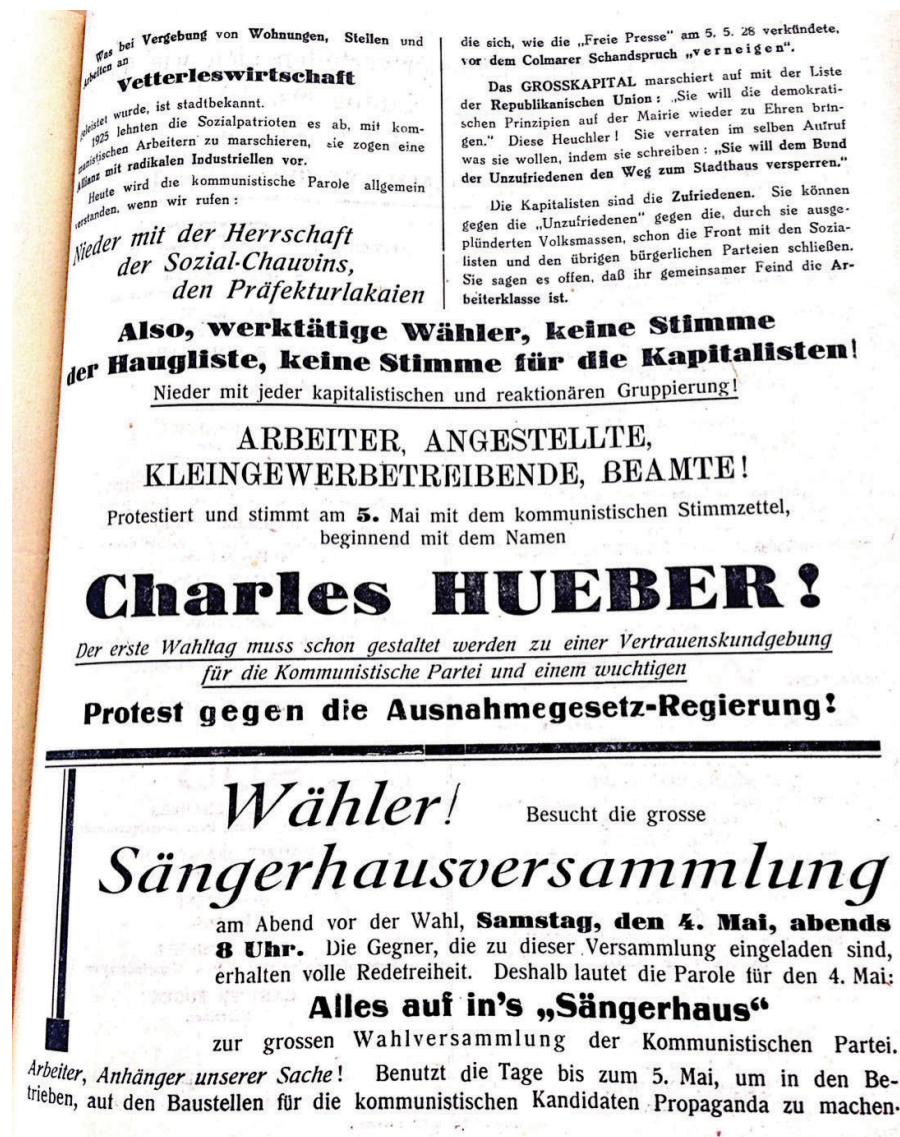 Was bei Vergebung von Wohnungen, Stellen und
Arbeiten an
Vetterleswirtschaft
geleistet wurde, ist stadtbekannt.
1925 lehnten die Sozialpatrioten es ab, mit kom-
munistischen Arbeitern zu marschieren, sie zogen eine
Allianz mit radikalen Industriellen vor.
Heute wird die kommunistische Parole allgemein
verstanden, wenn wir rufen :
Nieder mit der Herrschaft
der Sozial-Chauvins,
den Präfekturlakaien
die sich, wie die „Freie Presse" am 5. 5. 28 verkündete,
vor dem Colmarer Schandspruch „verneigen".
Das GROSSKAPITAL marschiert auf mit der Liste
der Republikanischen Union : „Sie will die demokrati-
schen Prinzipien auf der Mairie wieder zu Ehren brin-
gen." Diese Heuchler ! Sie verraten im selben Aufruf
was sie wollen, indem sie schreiben : „Sie will dem Bund
der Unzufriedenen den Weg zum Stadthaus versperren."
Die Kapitalisten sind die Zufriedenen. Sie können
gegen die „Unzufriedenen" gegen die, durch sie ausge-
plünderten Volksmassen, schon die Front mit den Sozia-
listen und den übrigen bürgerlichen Parteien schließen.
Sie sagen es offen, daß ihr gemeinsamer Feind die Ar-
beiterklasse ist.
Also, werktätige Wähler, keine Stimme
der Haugliste, keine Stimme für die Kapitalisten!
Nieder mit jeder kapitalistischen und reaktionären Gruppierung!
ARBEITER, ANGESTELLTE,
KLEINGEWERBETREIBENDE, BEAMTE!
Protestiert und stimmt am 5. Mai mit dem kommunistischen Stimmzettel,
beginnend mit dem Namen
Charles HUEBER!
Der erste Wahltag muss schon gestaltet werden zu einer Vertrauenskundgebung
für die Kommunistische Partei und einem wuchtigen
Protest gegen die Ausnahmegesetz-Regierung!
Wähler! Besucht die grosse
Sängerhausversammlung
am Abend vor der Wahl, Samstag, den 4. Mai, abends
8 Uhr. Die Gegner, die zu dieser Versammlung eingeladen sind,
erhalten volle Redefreiheit. Deshalb lautet die Parole für den 4. Mai:
Alles auf in's „Sängerhaus"
zur grossen Wahlversammlung der Kommunistischen Partei.
Arbeiter, Anhänger unserer Sache! Benutzt die Tage bis zum 5. Mai, um in den Be-
trieben, auf den Baustellen für die kommunistischen Kandidaten Propaganda zu machen.